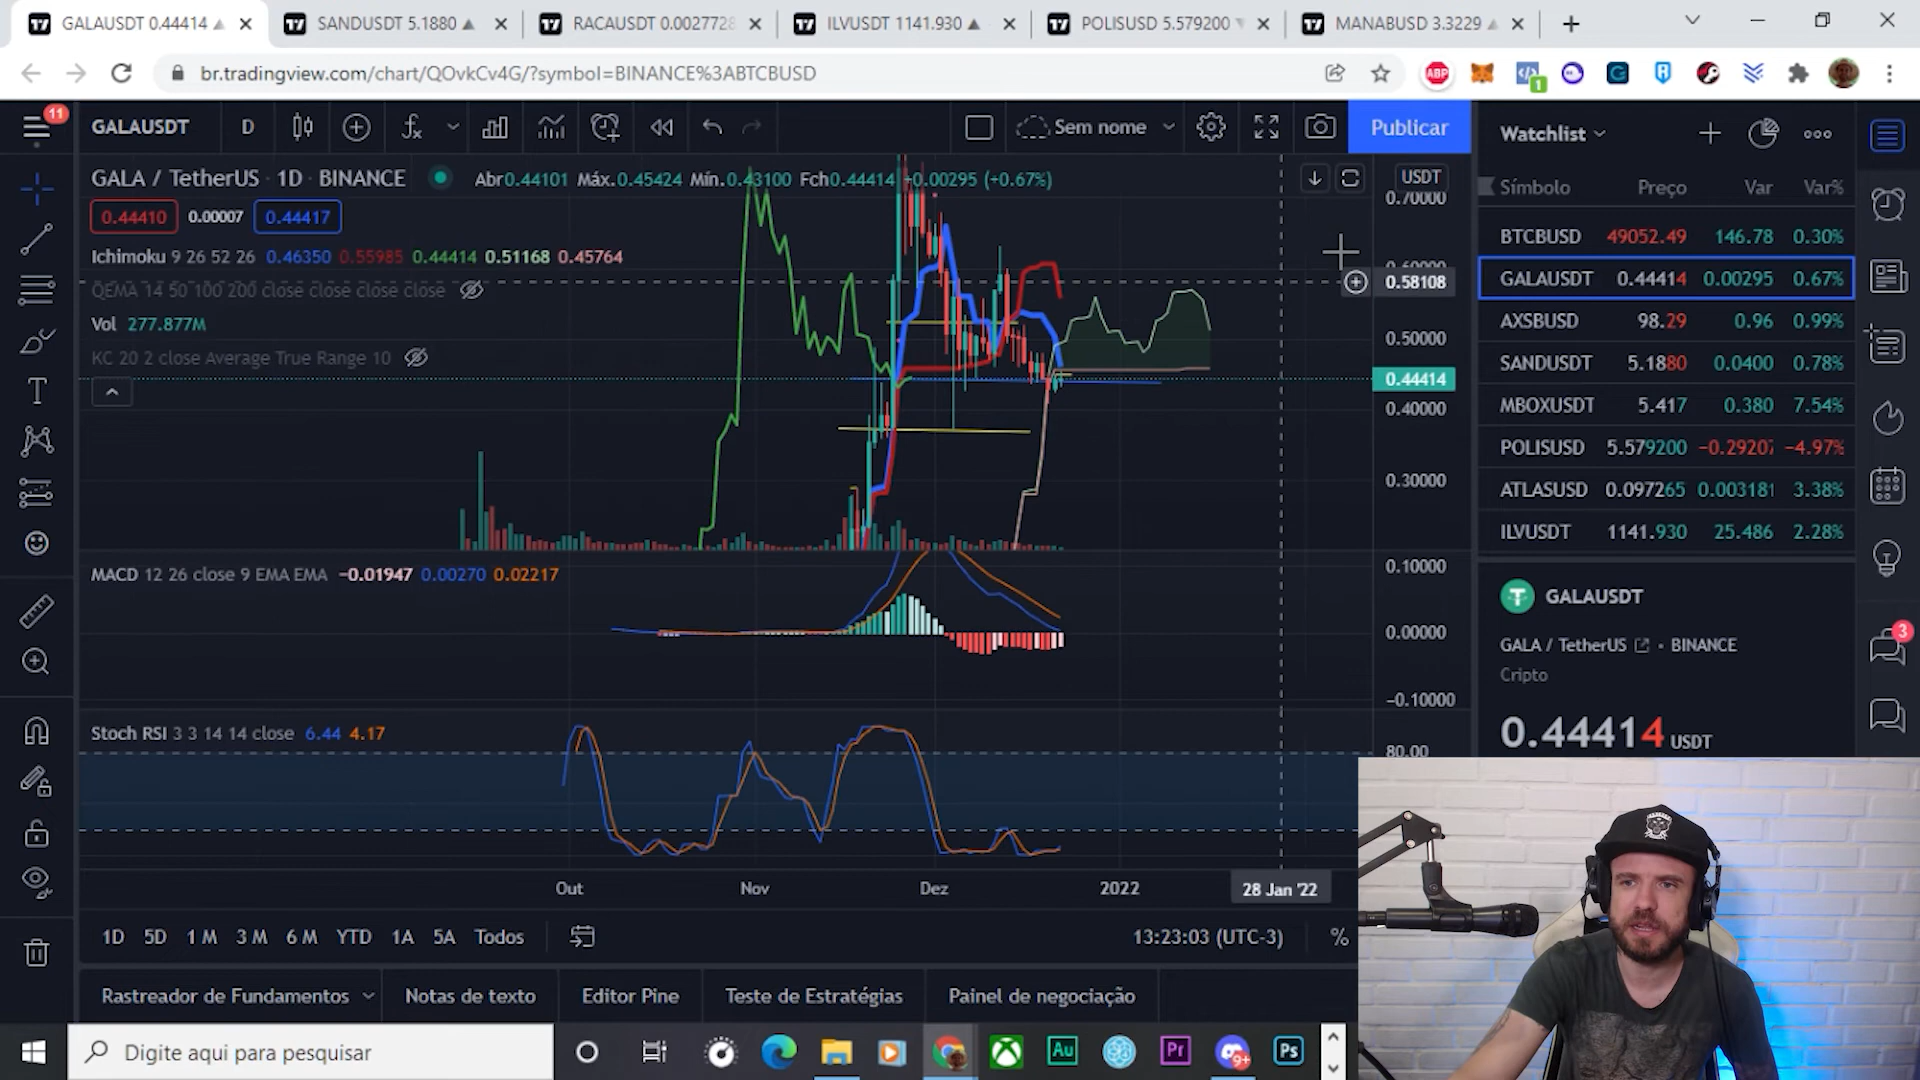 GALAUSDT 0.44414
SANDUSDT 5.1880
RACAUSDT 0.0027728
ILVUSDT 1141.930
POLISUSD 5.579200
MANABUSD 3.3229
br.tradingview.com/chart/QOvkCv4G/?symbol=BINANCE%3ABTCBUSD
ABP
1
11
GALAUSDT
D
Sem nome
Publicar
GALA / TetherUS · 1D · BINANCE
Abr0.44101 Máx.0.45424 Mín.0.43100 Fch0.44414 +0.00295 (+0.67%)
0.44410 0.00007 0.44417
Ichimoku 9 26 52 26 0.46350 0.55985 0.44414 0.51168 0.45764
QEMA 14 50 100 200 close close close close
Vol 277.877M
KC 20 2 close Average True Range 10
USDT
0.70000
0.58108
0.50000
0.44414
0.40000
0.30000
MACD 12 26 close 9 EMA EMA −0.01947 0.00270 0.02217
0.10000
0.00000
−0.10000
Stoch RSI 3 3 14 14 close 6.44 4.17
80.00
Out Nov Dez 2022 28 Jan '22
1D 5D 1M 3M 6M YTD 1A 5A Todos
13:23:03 (UTC-3) %
Rastreador de Fundamentos
Notas de texto
Editor Pine
Teste de Estratégias
Painel de negociação
Watchlist
Símbolo Preço Var Var%
BTCBUSD 49052.49 146.78 0.30%
GALAUSDT 0.44414 0.00295 0.67%
AXSBUSD 98.29 0.96 0.99%
SANDUSDT 5.1880 0.0400 0.78%
MBOXUSDT 5.417 0.380 7.54%
POLISUSD 5.579200 −0.29207 −4.97%
ATLASUSD 0.097265 0.003181 3.38%
ILVUSDT 1141.930 25.486 2.28%
GALAUSDT
GALA / TetherUS · BINANCE
Cripto
0.44414 USDT
3
Digite aqui para pesquisar
Au
Pr
9+
Ps